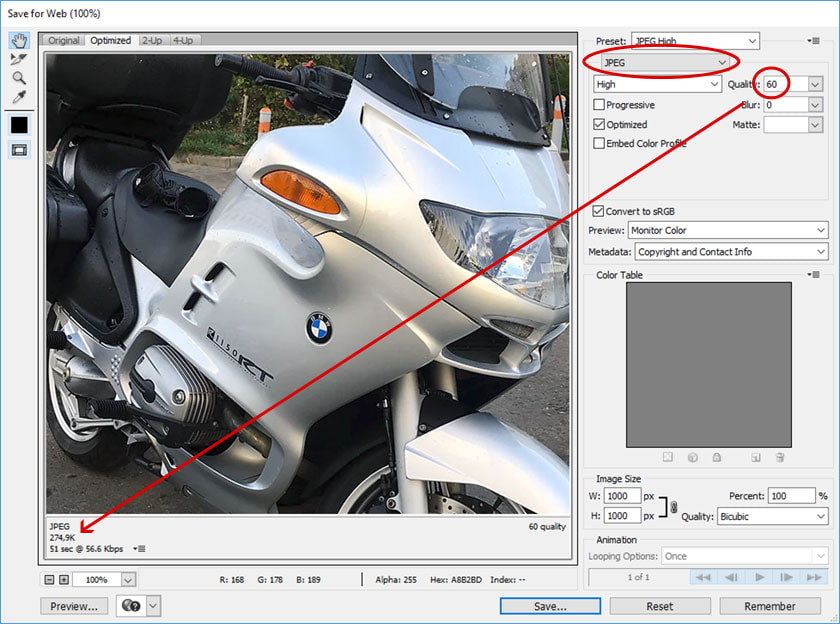 Save for Web (100%)
Original Optimized 2-Up 4-Up
Preset: JPEG High
JPEG
High Quality: 60
Progressive Blur: 0
Optimized Matte:
Embed Color Profile
Convert to sRGB
Preview: Monitor Color
Metadata: Copyright and Contact Info
Color Table
BMW
R1150RT
Image Size
W: 1000 px Percent: 100 %
H: 1000 px Quality: Bicubic
JPEG 60 quality
274,9K
51 sec @ 56.6 Kbps
Animation
Looping Options: Once
1 of 1
100% R: 168 G: 178 B: 189 Alpha: 255 Hex: A8B2BD Index: --
Preview... Save... Reset Remember